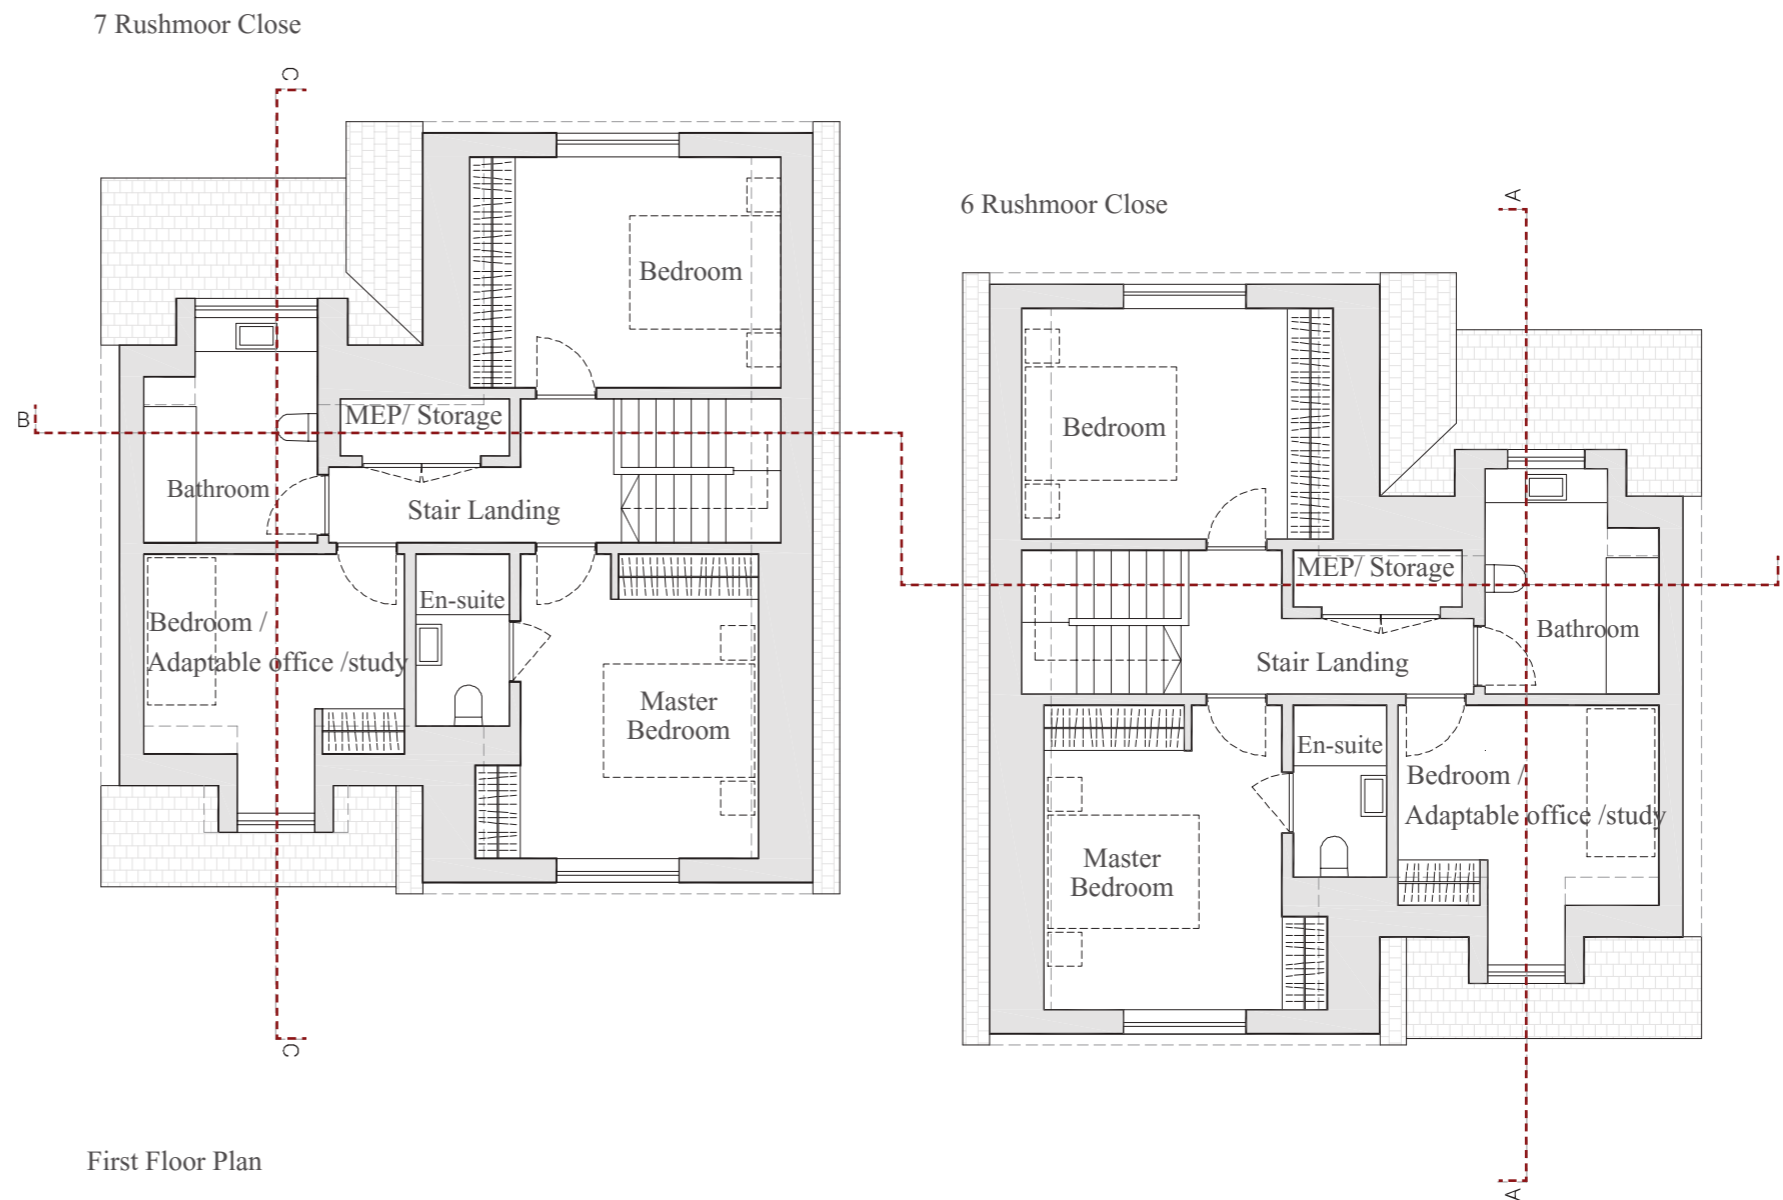 7 Rushmoor Close
C
Bedroom
B
MEP/ Storage
Bathroom
Stair Landing
En-suite
Bedroom /
Adaptable office /study
Master
Bedroom
C
6 Rushmoor Close
A
Bedroom
MEP/ Storage
Bathroom
Stair Landing
En-suite
Bedroom /
Adaptable office /study
Master
Bedroom
A
First Floor Plan